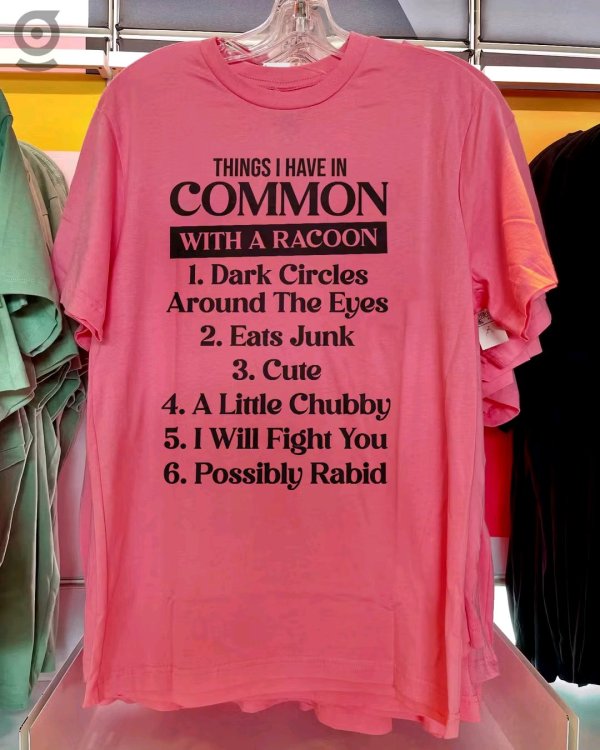 THINGS I HAVE IN
COMMON
WITH A RACOON
1. Dark Circles
Around The Eyes
2. Eats Junk
3. Cute
4. A Little Chubby
5. I Will Fight You
6. Possibly Rabid